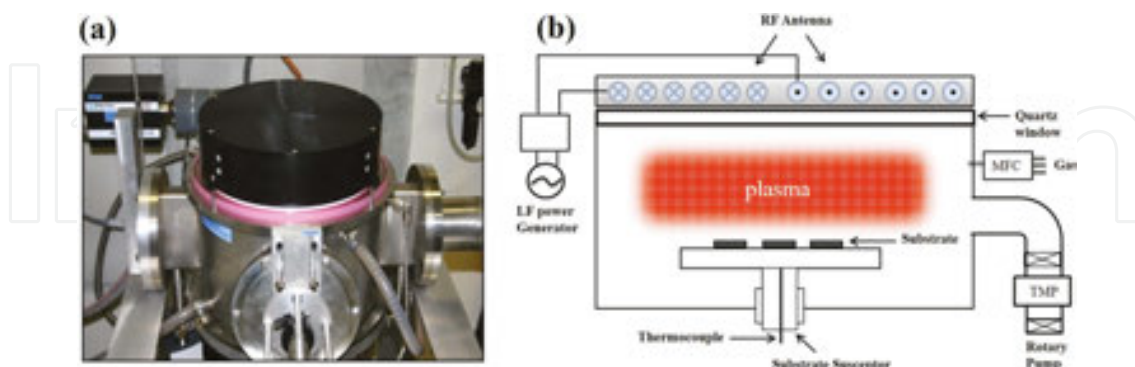 (a)
(b)
RF Antenna
Quartz
window
MFC
Gas
plasma
LF power
Generator
Substrate
TMP
Thermocouple
Rotary
Pump
Substrate Susceptor